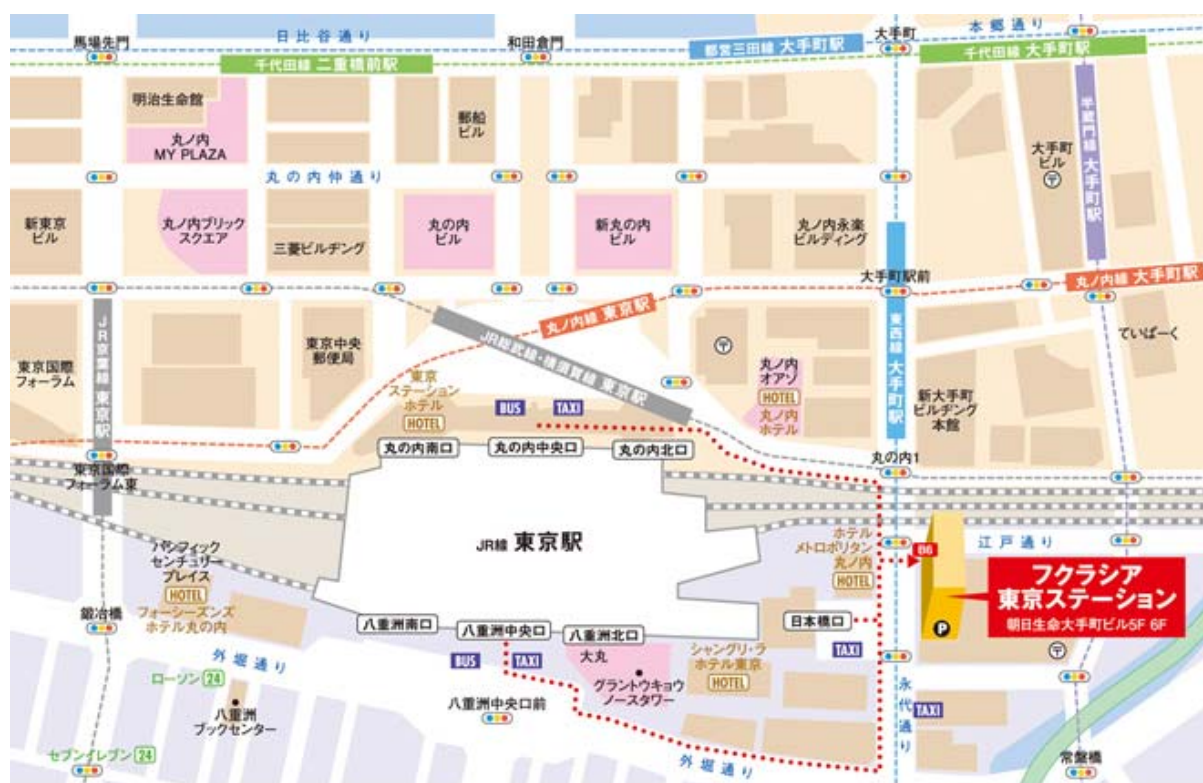 馬場先門
日比谷通り
和田倉門
都営三田線 大手町駅
大手町
本郷通り
千代田線 二重橋前駅
千代田線 大手町駅
明治生命館
丸ノ内
MY PLAZA
郵船
ビル
大手町
ビル
半蔵門線 大手町駅
丸の内仲通り
新東京
ビル
丸ノ内ブリック
スクエア
三菱ビルヂング
丸の内
ビル
新丸の内
ビル
丸ノ内永楽
ビルディング
大手町駅前
丸ノ内線 大手町駅
JR京葉線 東京駅
丸ノ内線 東京駅
JR総武線・横須賀線 東京駅
東西線 大手町駅
東京国際
フォーラム
東京中央
郵便局
東京
ステーション
ホテル
HOTEL
BUS
TAXI
丸ノ内
オアゾ
HOTEL
丸ノ内
ホテル
新大手町
ビルヂング
本館
ていぱーく
丸の内南口
丸の内中央口
丸の内北口
丸の内1
東京国際
フォーラム東
JR線 東京駅
パシフィック
センチュリー
プレイス
HOTEL
フォーシーズンズ
ホテル丸の内
ホテル
メトロポリタン
丸ノ内
HOTEL
B6
江戸通り
フクラシア
東京ステーション
朝日生命大手町ビル5F 6F
P
鍛冶橋
八重洲南口
八重洲中央口
八重洲北口
日本橋口
外堀通り
BUS
TAXI
大丸
グラントウキョウ
ノースタワー
シャングリ・ラ
ホテル東京
HOTEL
TAXI
ローソン 24
八重洲
ブックセンター
八重洲中央口前
永代通り
TAXI
セブンイレブン 24
外堀通り
常盤橋